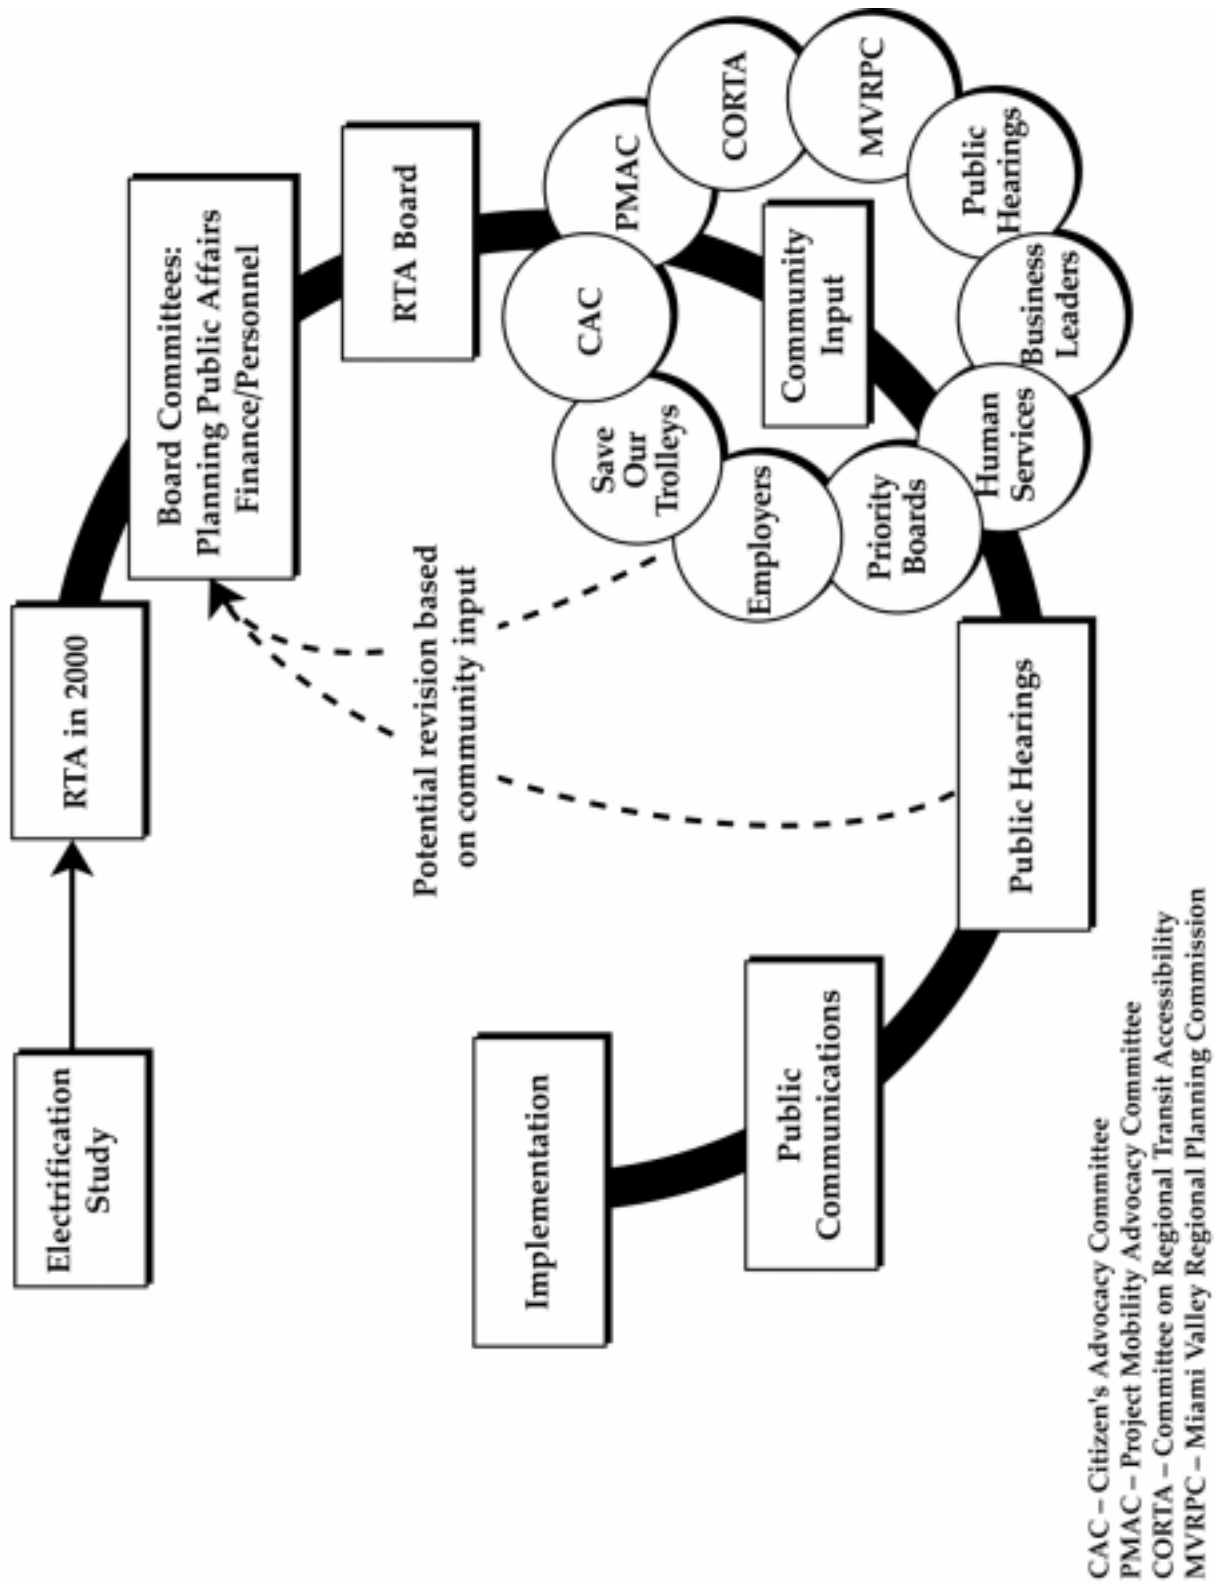 Electrification
Study
RTA in 2000
Board Committees:
Planning Public Affairs
Finance/Personnel
RTA Board
PMAC
CORTA
MVRPC
Public
Hearings
Business
Leaders
Human
Services
Priority
Boards
Employers
Save
Our
Trolleys
CAC
Community
Input
Potential revision based
on community input
Public Hearings
Public
Communications
Implementation
CAC – Citizen's Advocacy Committee
PMAC – Project Mobility Advocacy Committee
CORTA – Committee on Regional Transit Accessibility
MVRPC – Miami Valley Regional Planning Commission